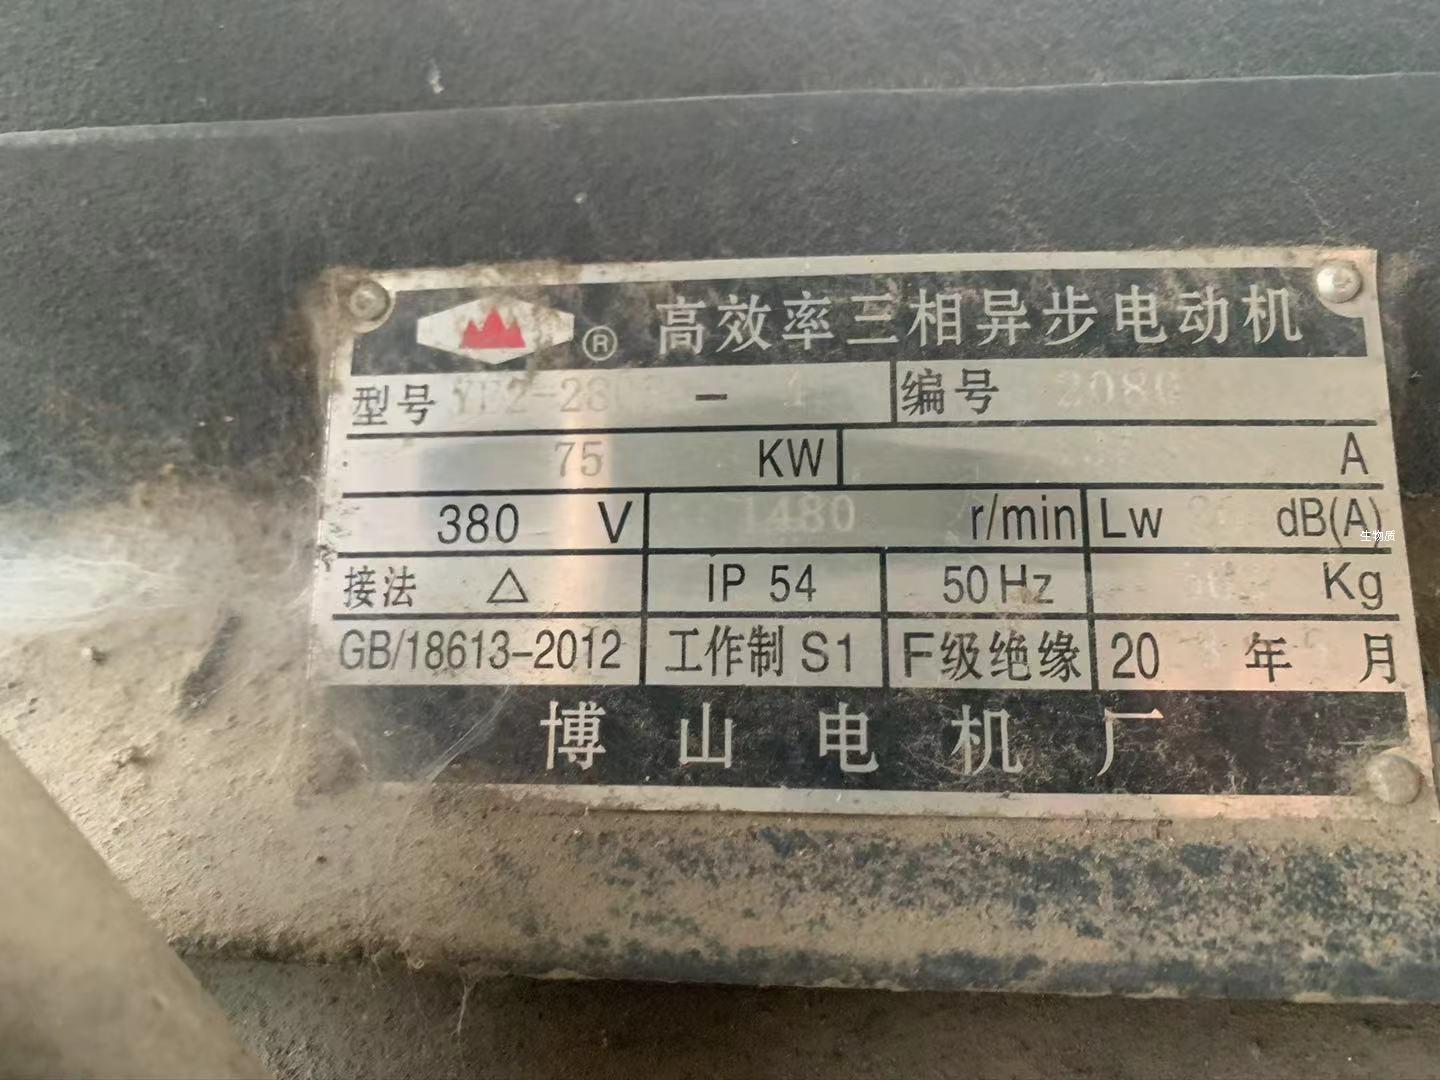 ® 高效率三相异步电动机
型号 - 编号
75 KW A
380 V 1480 r/min Lw dB(A)
生物质
接法 △ IP 54 50Hz Kg
GB/18613-2012 工作制 S1 F级绝缘 20 年 月
博山电机厂